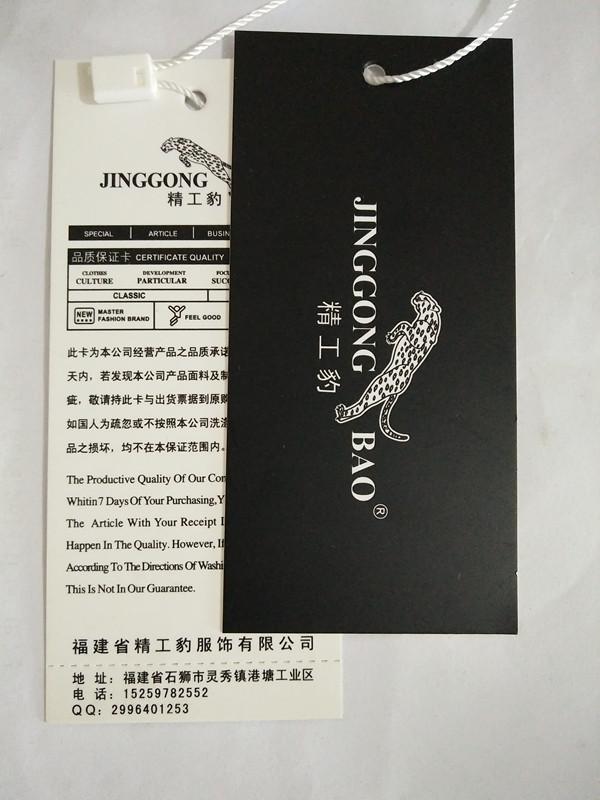 JINGGONG
精工豹
SPECIAL ARTICLE
品质保证卡 CERTIFICATE QUALITY
CLOTHES DEVELOPMENT
CULTURE PARTICULAR
CLASSIC
NEW MASTER FASHION BRAND FEEL GOOD
此卡为本公司经营产品之品质承诺
天内，若发现本公司产品面料及制
疵，敬请持此卡与出货票据到原购
如国人为疏忽或不按照本公司洗涤
品之损坏，均不在本保证范围内。
The Productive Quality Of Our
Whitin7 Days Of Your Purchasing,
The Article With Your Receipt
Happen In The Quality. However, If
According To The Directions Of
This Is Not In Our Guarantee.
福建省精工豹服饰有限公司
地 址：福建省石狮市灵秀镇港塘工业区
电 话：15259782552
QQ：2996401253
JINGGONG BAO®
精工豹